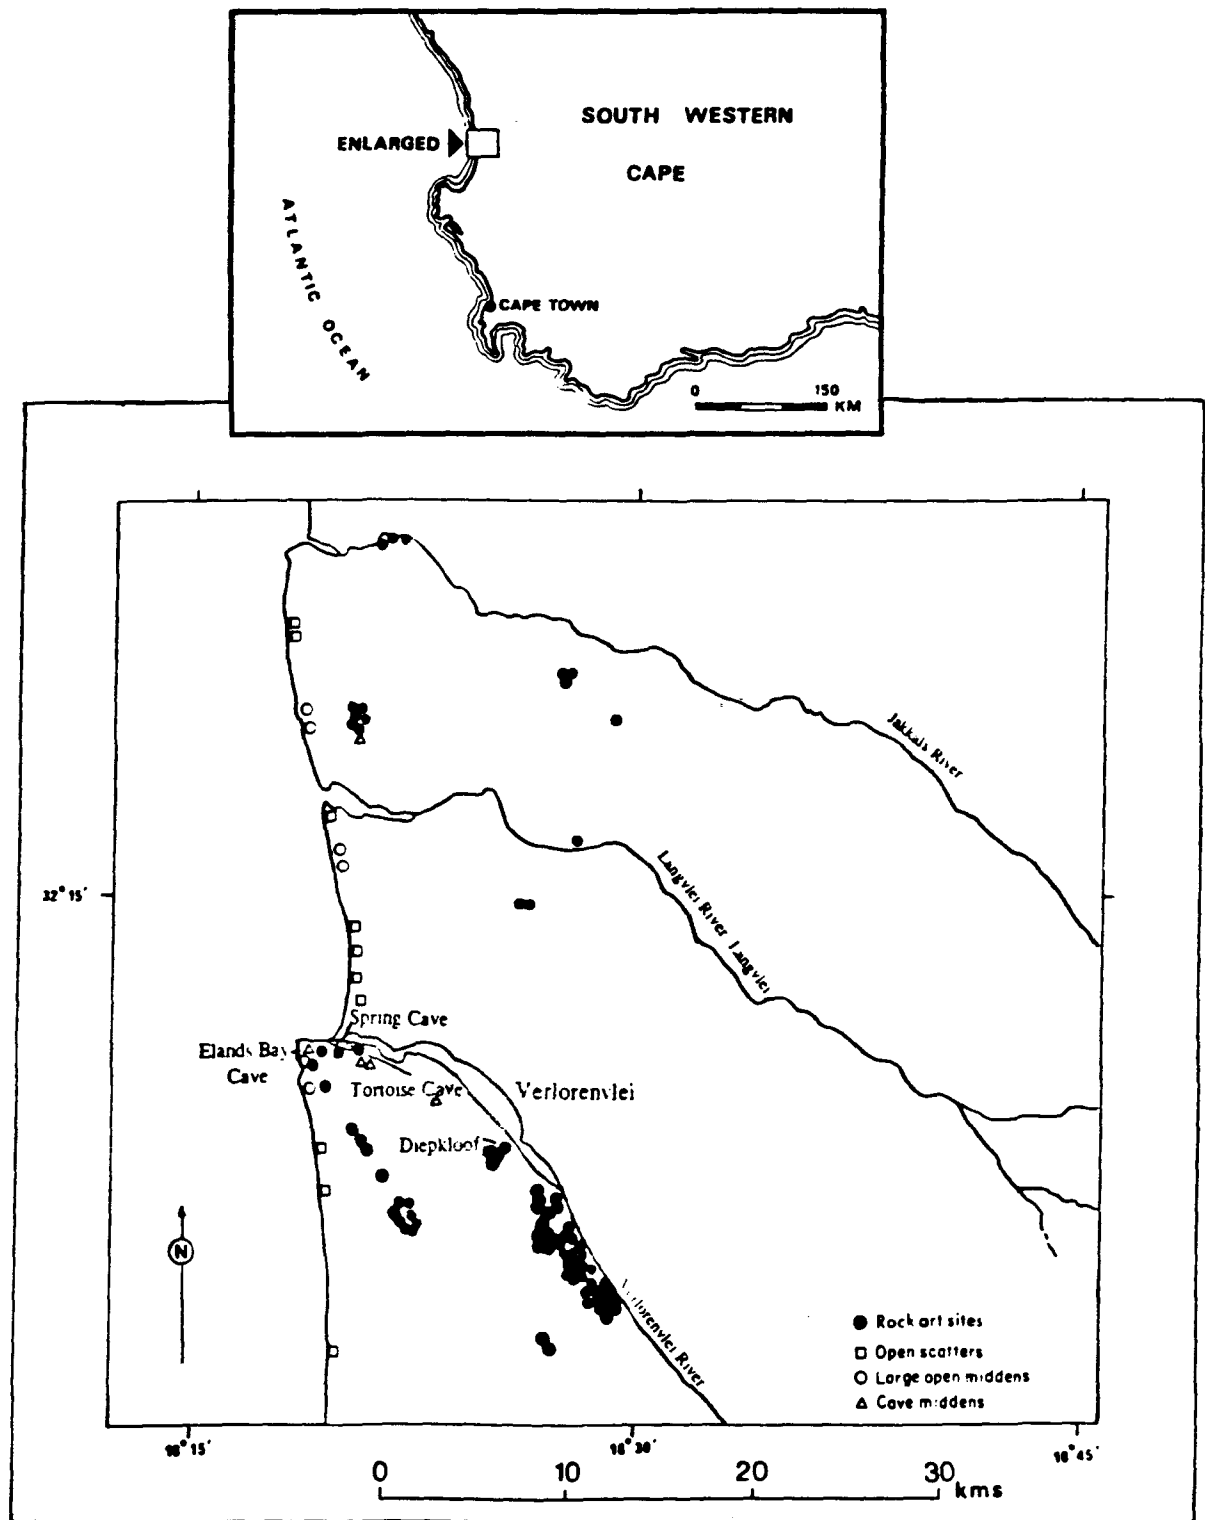 SOUTH WESTERN
CAPE
ENLARGED
ATLANTIC OCEAN
CAPE TOWN
0 150
KM
Jakkals River
Langvlei River Langvlei
32°15'
Spring Cave
Elands Bay
Cave
Tortoise Cave
Verlorenvlei
Diepkloof
N
Verlorenvlei River
Rock art sites
Open scatters
Large open middens
Cave middens
18°15' 18°30' 18°45'
0 10 20 30
kms